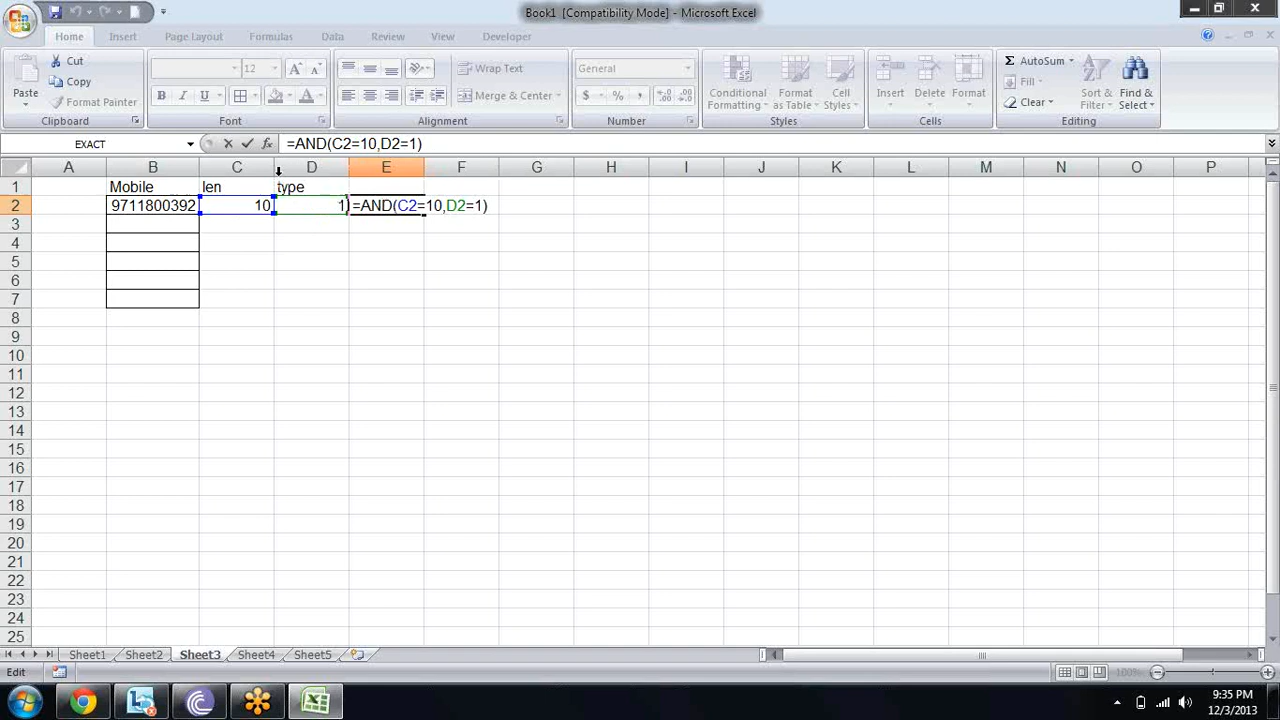 Book1 [Compatibility Mode] - Microsoft Excel
Home Insert Page Layout Formulas Data Review View Developer
Paste Cut Copy Format Painter
Clipboard
12 A A
B I U A
Font
Wrap Text
Merge & Center
Alignment
General
$ % ,
Number
Conditional Formatting Format as Table Cell Styles
Styles
Insert Delete Format
Cells
Σ AutoSum Fill Clear Sort & Filter Find & Select
Editing
EXACT fx =AND(C2=10,D2=1)
A B C D E F G H I J K L M N O P
1 Mobile len type
2 9711800392 10 1 =AND(C2=10,D2=1)
3
4
5
6
7
8
9
10
11
12
13
14
15
16
17
18
19
20
21
22
23
24
25
Sheet1 Sheet2 Sheet3 Sheet4 Sheet5
Edit 100%
9:35 PM
12/3/2013